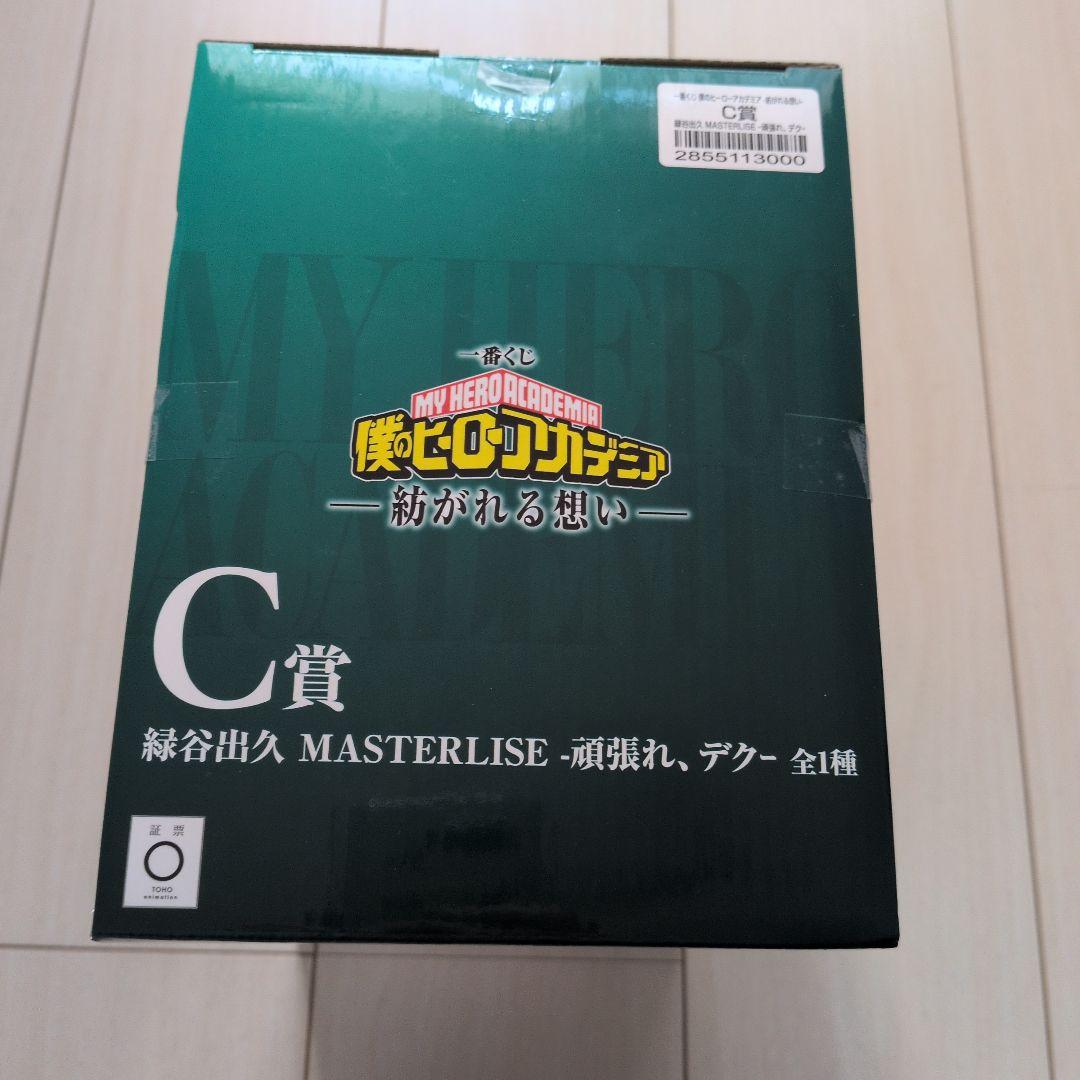 一番くじ 僕のヒーローアカデミア -紡がれる想い-
C賞
緑谷出久 MASTERLISE -頑張れ、デク-
2855113000
MY HERO
ACADEMI
一番くじ
MY HERO ACADEMIA
僕のヒーローアカデミア
—紡がれる想い—
C賞
緑谷出久 MASTERLISE -頑張れ、デク- 全1種
証票
TOHO
animation